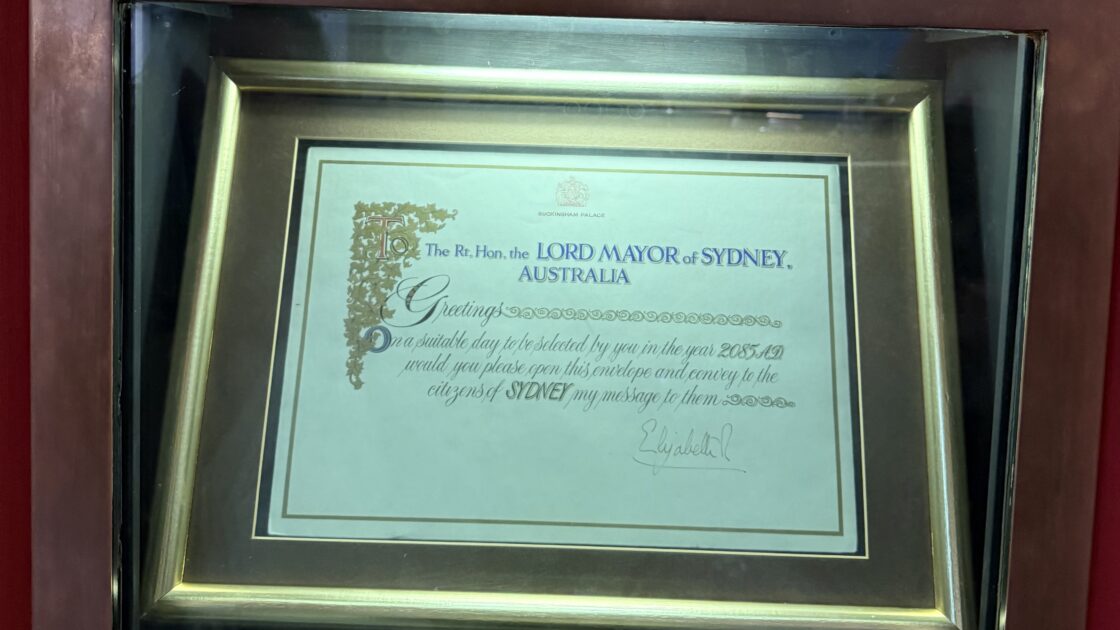 BUCKINGHAM PALACE
To The Rt. Hon. the LORD MAYOR of SYDNEY.
AUSTRALIA
Greetings
On a suitable day to be selected by you in the year 2085 AD
would you please open this envelope and convey to the
citizens of SYDNEY my message to them
Elizabeth R